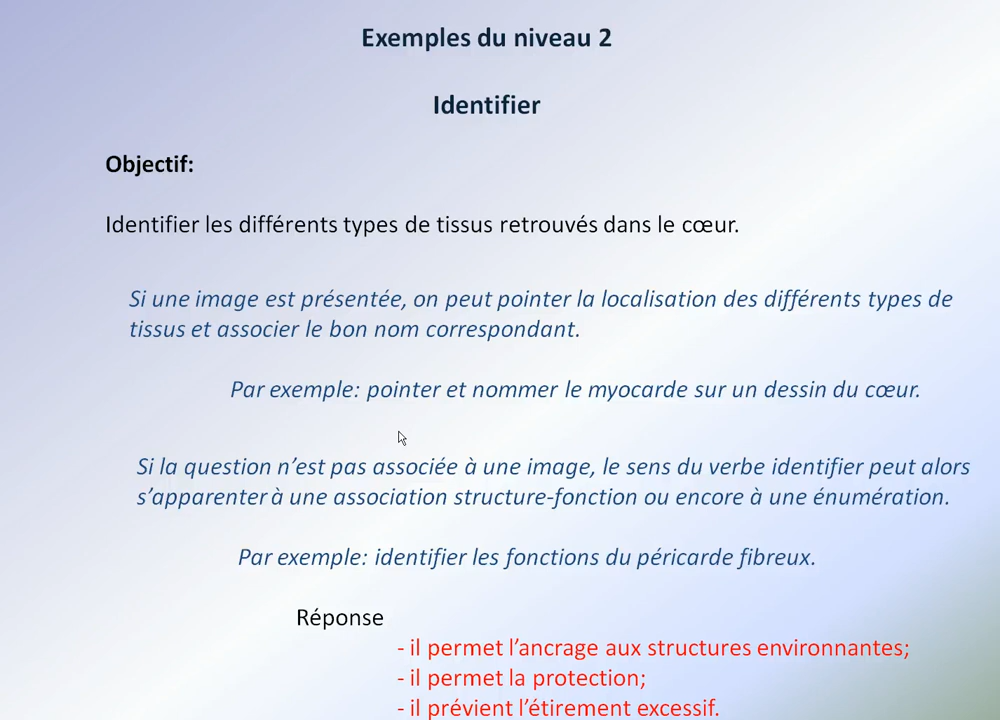 Exemples du niveau 2
Identifier
Objectif:
Identifier les différents types de tissus retrouvés dans le cœur.
Si une image est présentée, on peut pointer la localisation des différents types de
tissus et associer le bon nom correspondant.
Par exemple: pointer et nommer le myocarde sur un dessin du cœur.
Si la question n’est pas associée à une image, le sens du verbe identifier peut alors
s’apparenter à une association structure-fonction ou encore à une énumération.
Par exemple: identifier les fonctions du péricarde fibreux.
Réponse
- il permet l’ancrage aux structures environnantes;
- il permet la protection;
- il prévient l’étirement excessif.